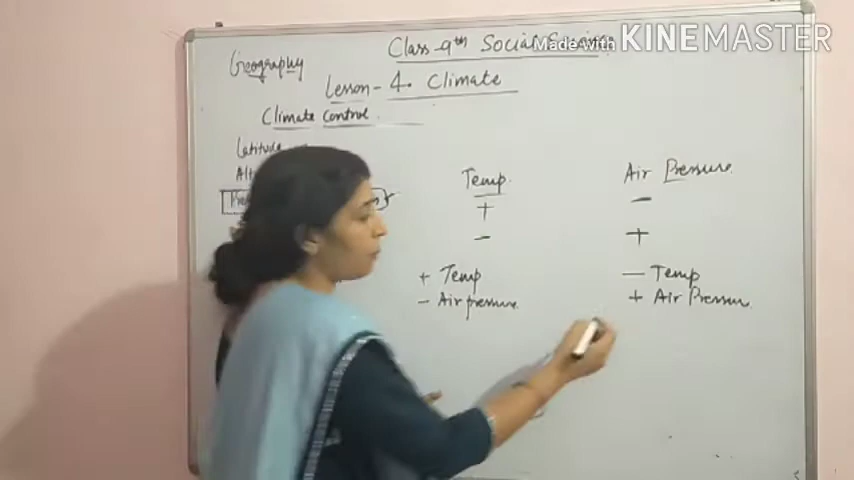 Class-9th Social Science
Made with KINEMASTER
Geography
Lesson-4. Climate
Climate Control
Latitude
Temp. Air Pressure
+ -
- +
+ Temp - Temp
- Air pressure + Air Pressure